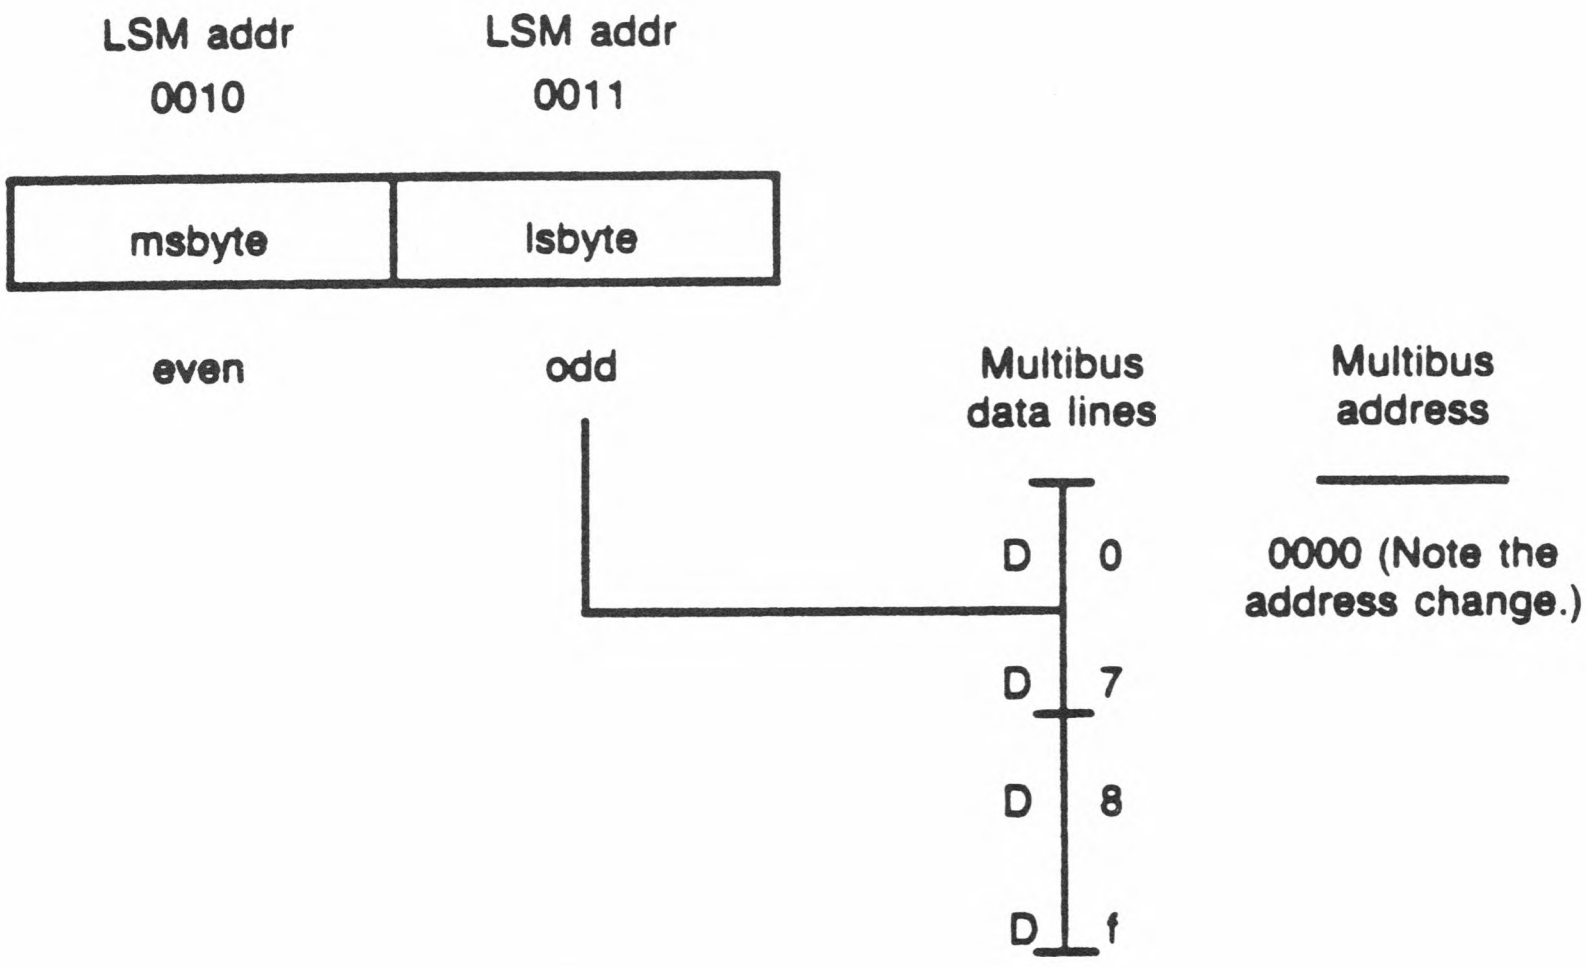 LSM addr
0010
LSM addr
0011
msbyte
lsbyte
even
odd
Multibus
data lines
Multibus
address
D 0
D 7
D 8
D f
0000 (Note the
address change.)